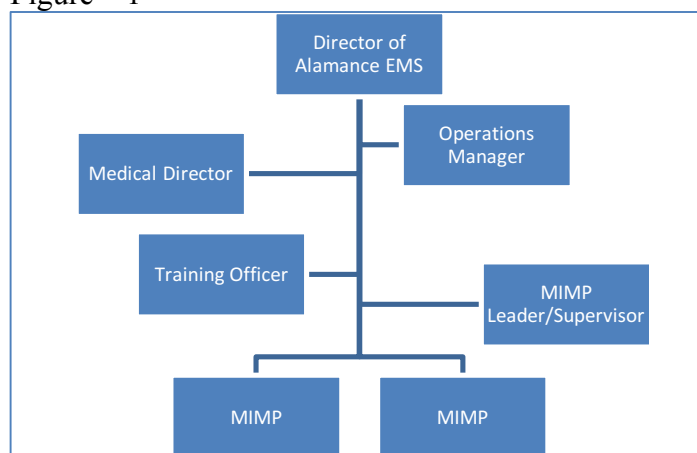 Figure 1
Director of
Alamance EMS
Operations
Manager
Medical Director
Training Officer
MIMP
Leader/Supervisor
MIMP
MIMP